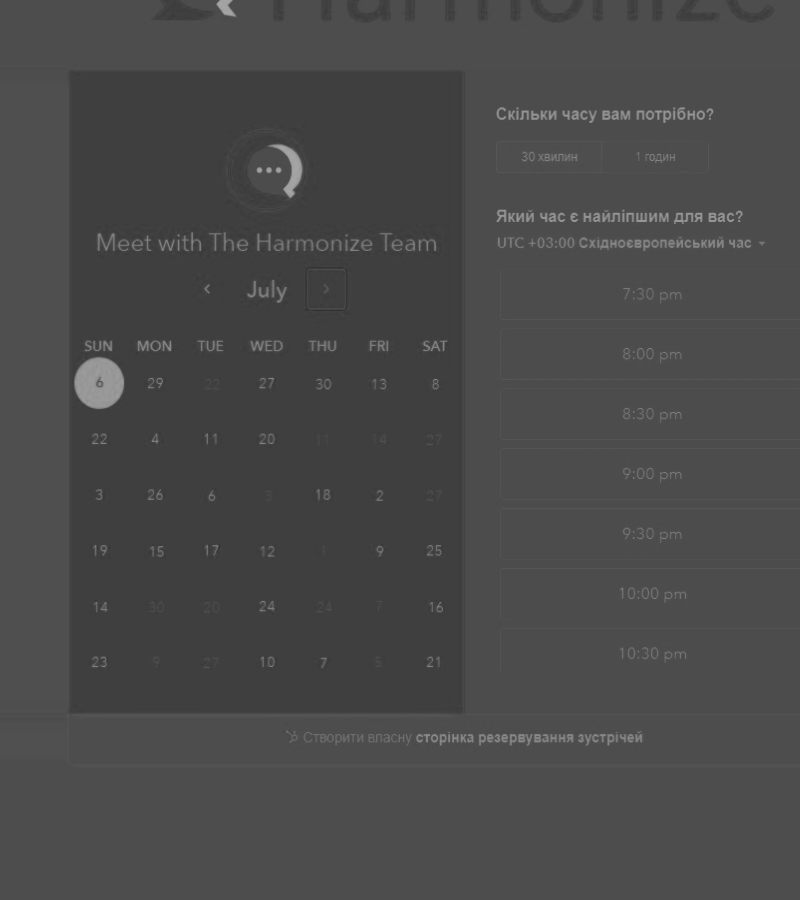 Harmonize
Meet with The Harmonize Team
July
SUN MON TUE WED THU FRI SAT
6 29 22 27 30 13 8
22 4 11 20 11 14 27
3 26 6 3 18 2 27
19 15 17 12 1 9 25
14 30 20 24 24 7 16
23 9 10 7 5 21
Скільки часу вам потрібно?
30 хвилин 1 годин
Який час є найліпшим для вас?
UTC +03:00 Східноєвропейський час
7:30 pm
8:00 pm
8:30 pm
9:00 pm
9:30 pm
10:00 pm
10:30 pm
Створити власну сторінка резервування зустрічей